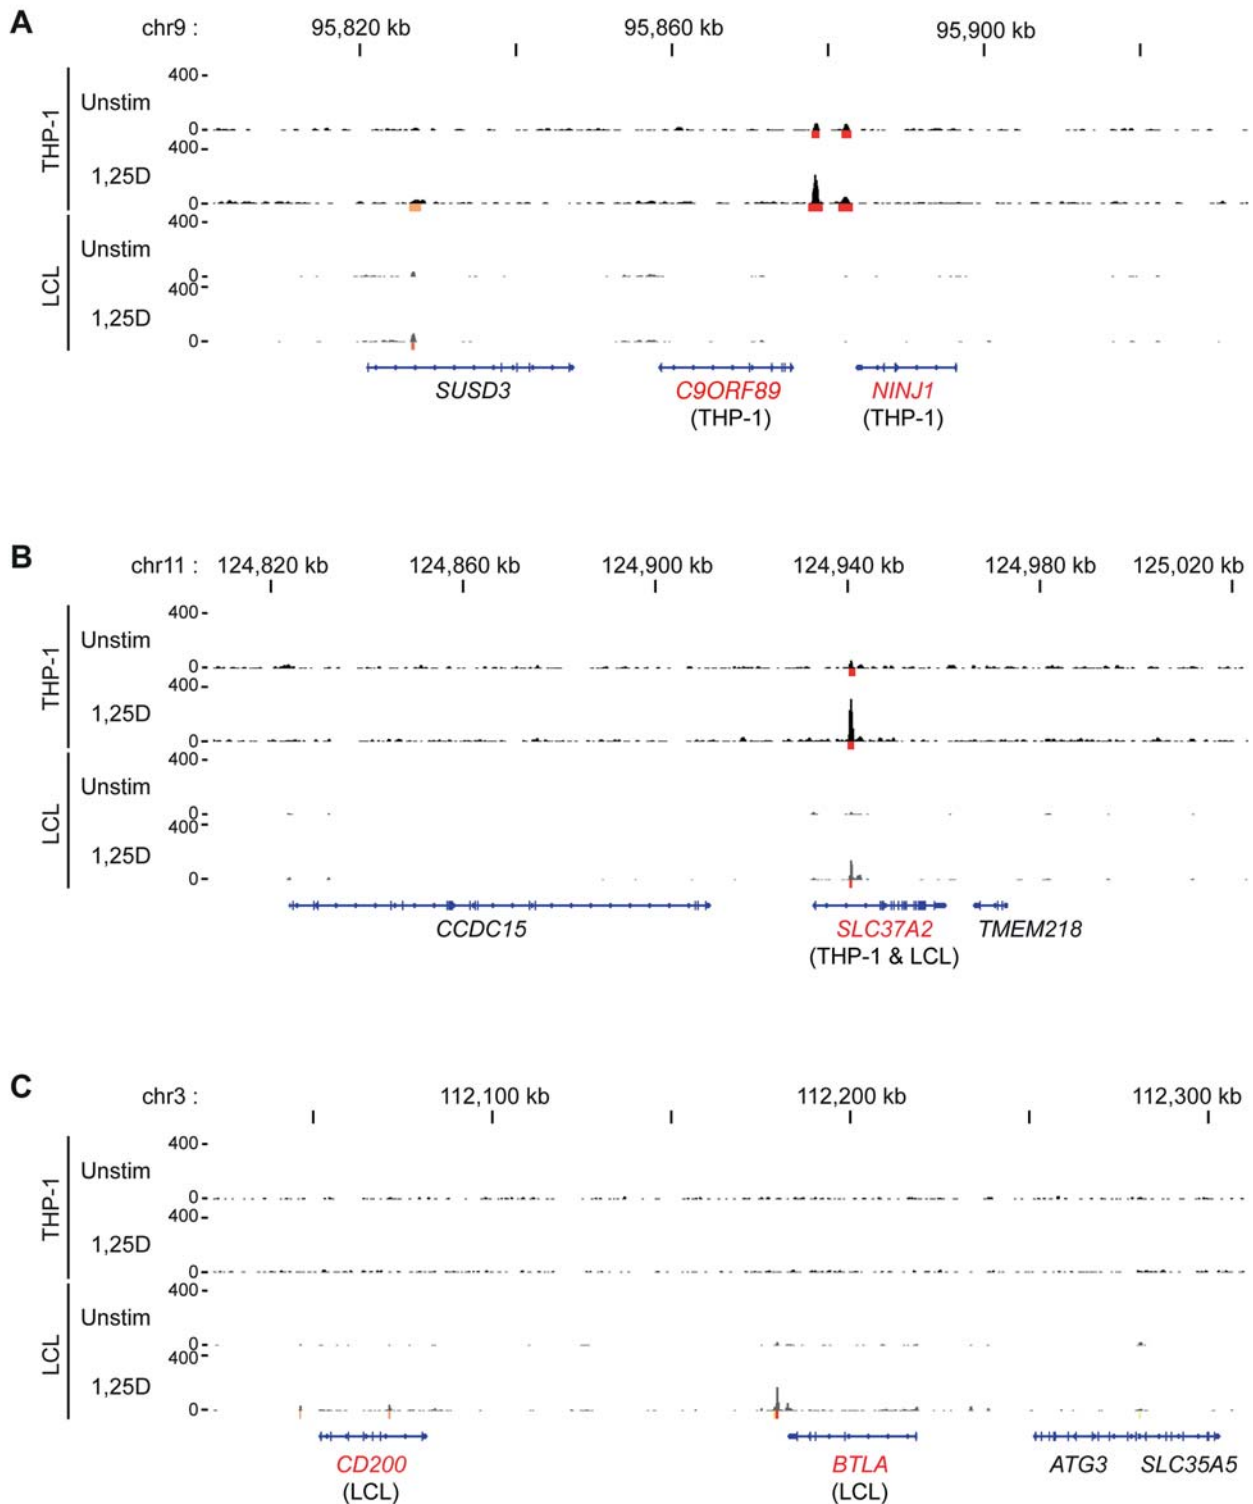 A
chr9 : 95,820 kb 95,860 kb 95,900 kb
THP-1
Unstim
400
0
1,25D
400
0
LCL
Unstim
400
0
1,25D
400
0
SUSD3 C9ORF89 NINJ1
(THP-1) (THP-1)
B
chr11 : 124,820 kb 124,860 kb 124,900 kb 124,940 kb 124,980 kb 125,020 kb
THP-1
Unstim
400
0
1,25D
400
0
LCL
Unstim
400
0
1,25D
400
0
CCDC15 SLC37A2 TMEM218
(THP-1 & LCL)
C
chr3 : 112,100 kb 112,200 kb 112,300 kb
THP-1
Unstim
400
0
1,25D
400
0
LCL
Unstim
400
0
1,25D
400
0
CD200 BTLA ATG3 SLC35A5
(LCL) (LCL)